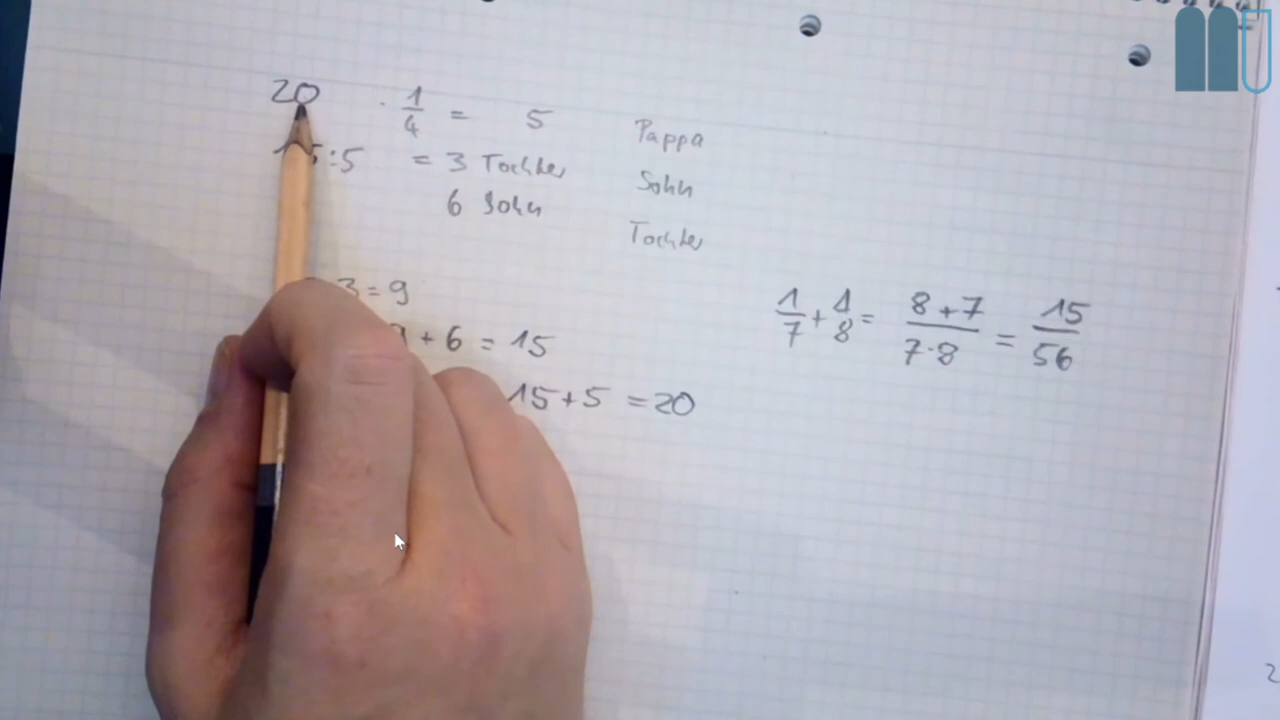 20 · 1/4 = 5 Pappa
:5 = 3 Tochter Sohn
6 Sohn
Tochter
3 = 9
1/7 + 1/8 = 8+7/7·8 = 15/56
+ 6 = 15
15+5 = 20